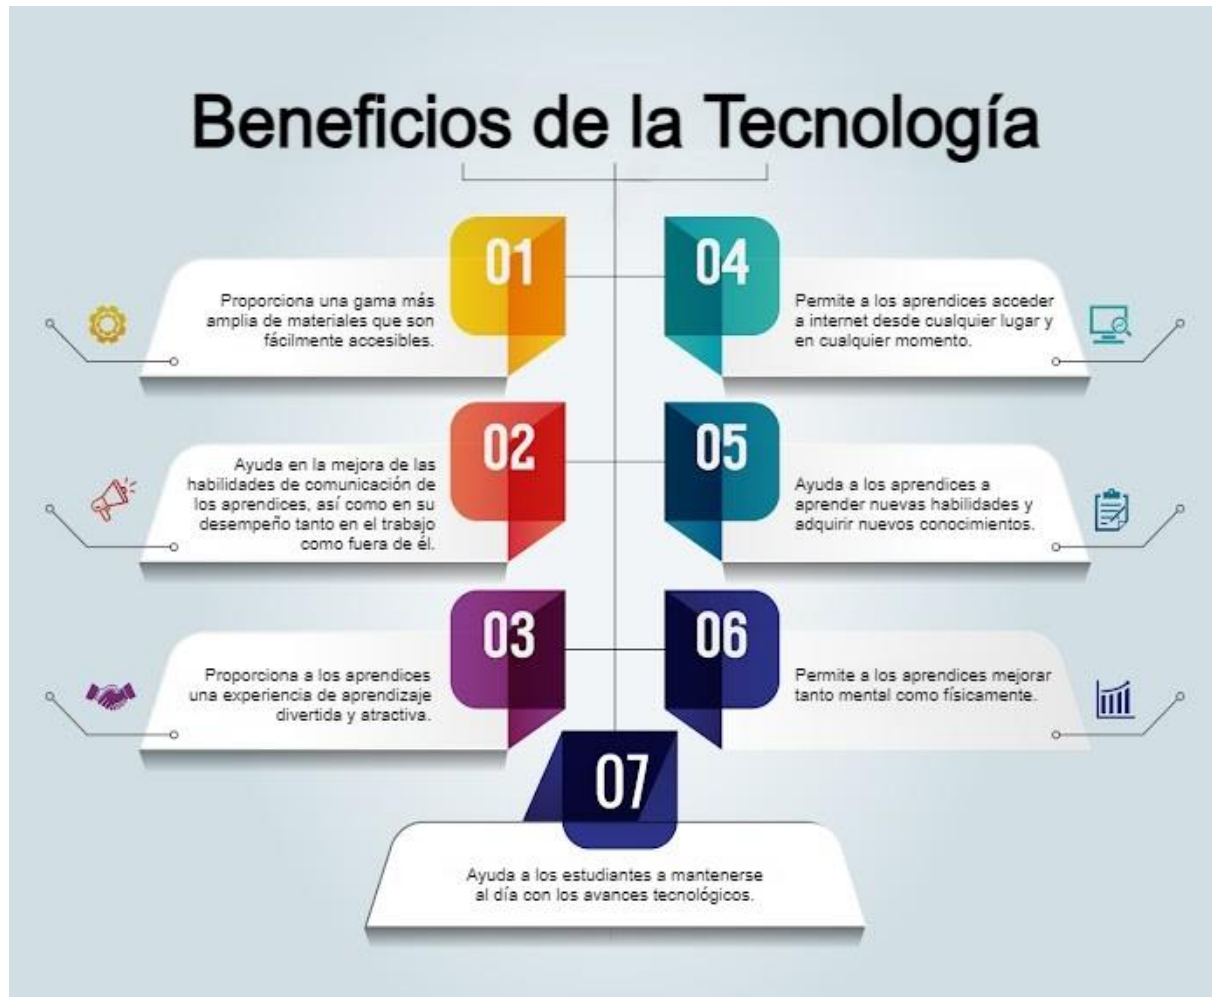 Beneficios de la Tecnología
01
Proporciona una gama más
amplia de materiales que son
fácilmente accesibles.
02
Ayuda en la mejora de las
habilidades de comunicación de
los aprendices, así como en su
desempeño tanto en el trabajo
como fuera de él.
03
Proporciona a los aprendices
una experiencia de aprendizaje
divertida y atractiva.
04
Permite a los aprendices acceder
a internet desde cualquier lugar y
en cualquier momento.
05
Ayuda a los aprendices a
aprender nuevas habilidades y
adquirir nuevos conocimientos.
06
Permite a los aprendices mejorar
tanto mental como físicamente.
07
Ayuda a los estudiantes a mantenerse
al día con los avances tecnológicos.